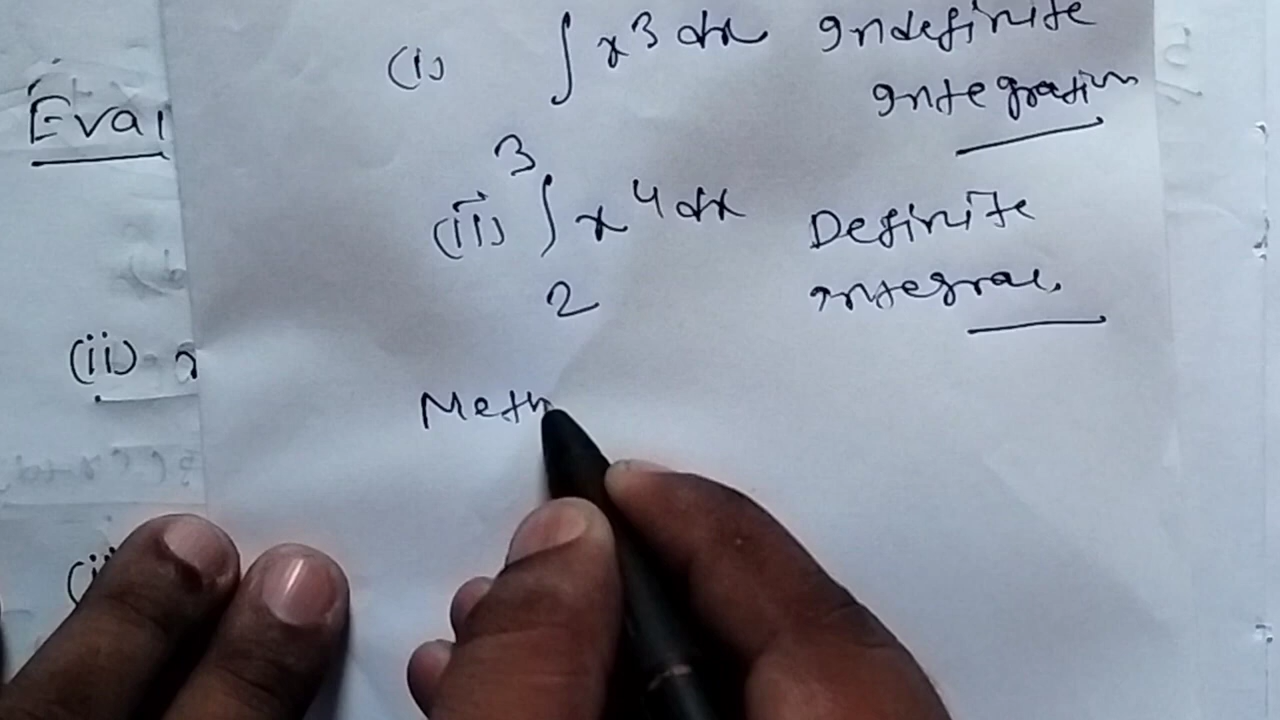 (i) ∫ x³ dx Indefinite
Integration
Eval
(ii) ³∫₂ x⁴ dx Definite
Integral
(ii)
Meth